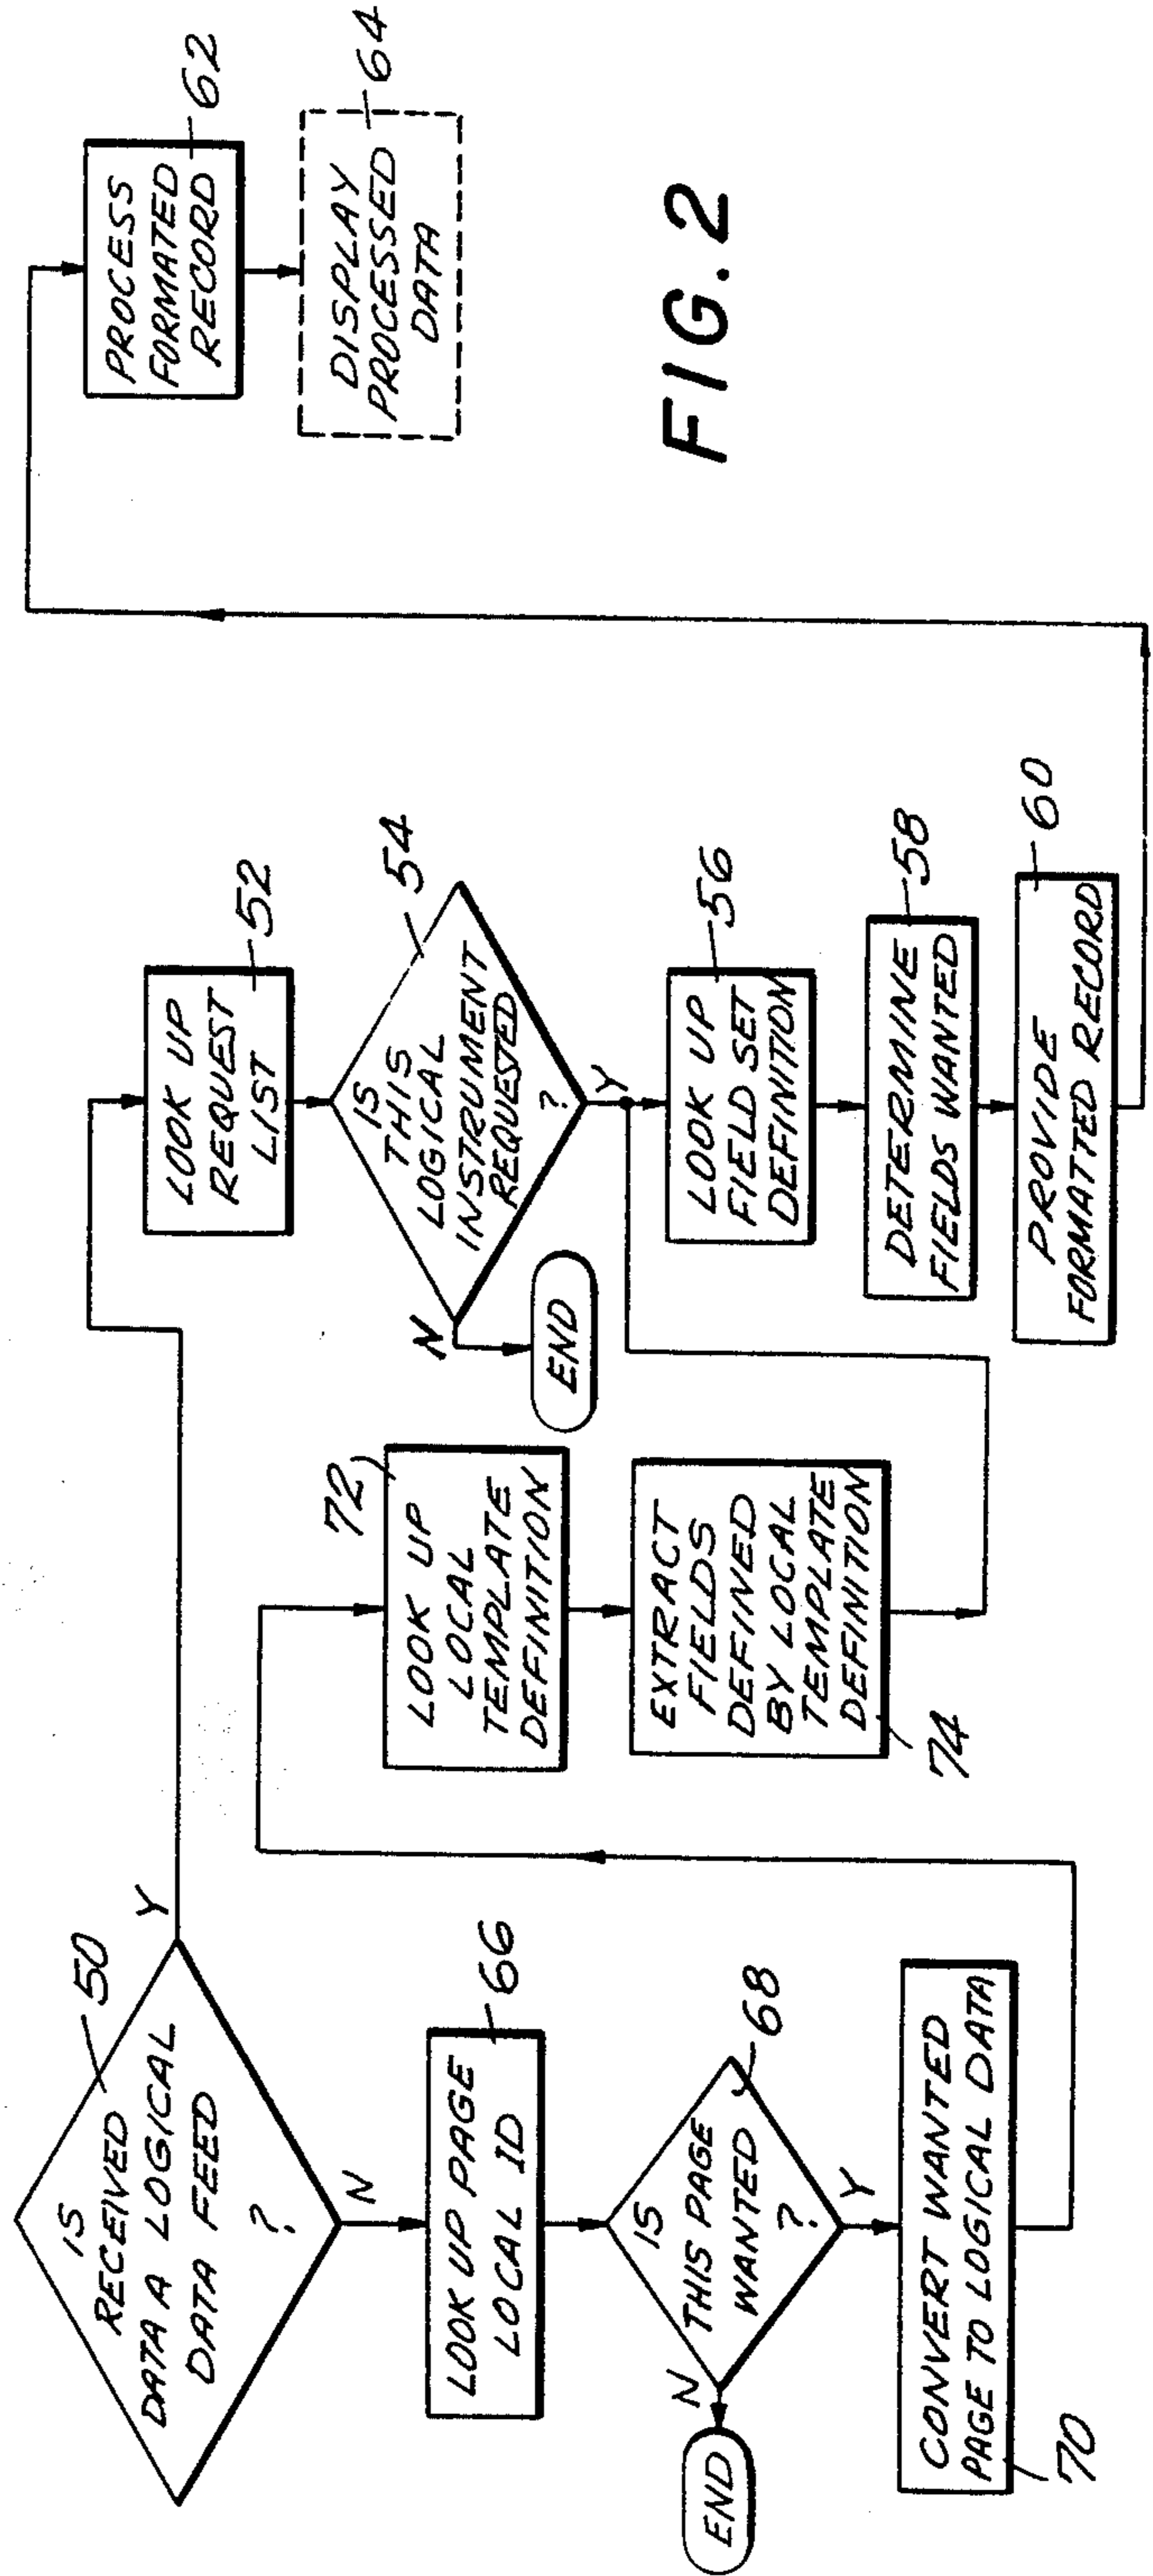 IS
RECEIVED
DATA A LOGICAL
DATA FEED
?
50
Y
N
LOOK UP PAGE
LOCAL ID
66
IS
THIS PAGE
WANTED
?
68
N
END
Y
CONVERT WANTED
PAGE TO LOGICAL DATA
70
LOOK UP
LOCAL
TEMPLATE
DEFINITION
72
EXTRACT
FIELDS
DEFINED
BY LOCAL
TEMPLATE
DEFINITION
74
LOOK UP
REQUEST
LIST
52
IS
THIS
LOGICAL
INSTRUMENT
REQUESTED
?
54
N
END
Y
LOOK UP
FIELD SET
DEFINITION
56
DETERMINE
FIELDS WANTED
58
PROVIDE
FORMATTED RECORD
60
PROCESS
FORMATED
RECORD
62
DISPLAY
PROCESSED
DATA
64
FIG. 2